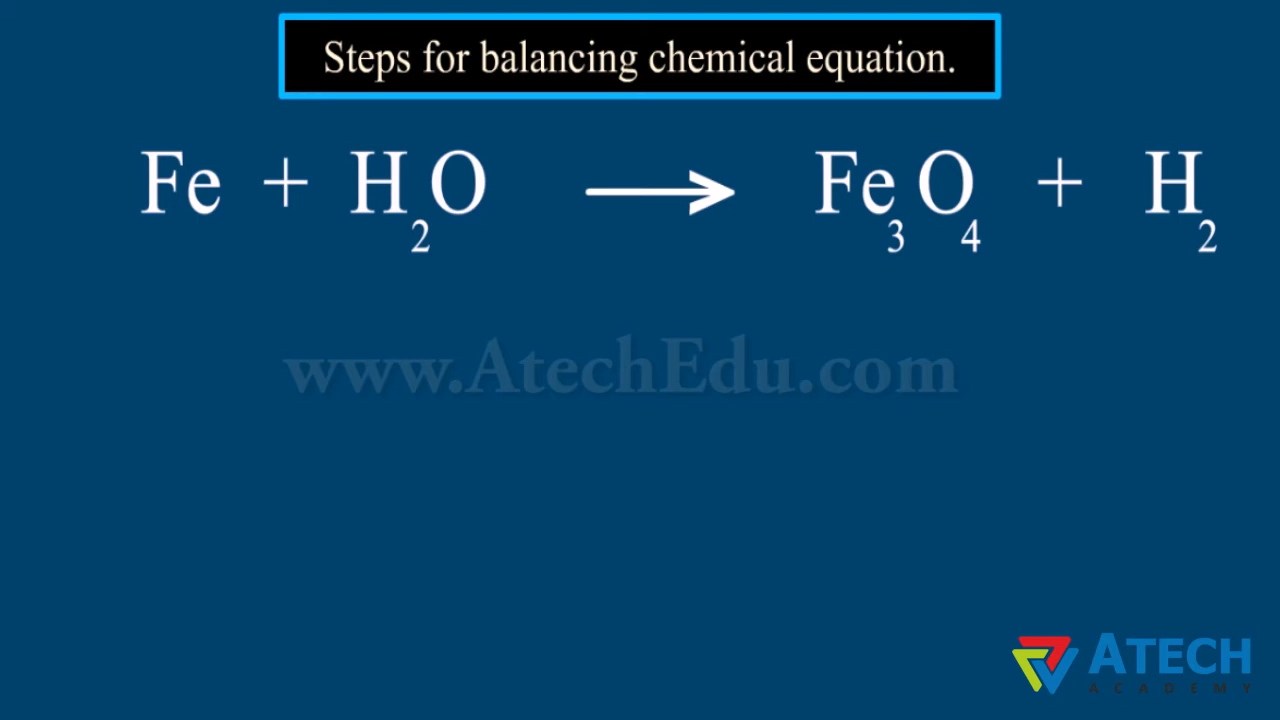 Steps for balancing chemical equation.
Fe + H₂O ⟶ Fe₃O₄ + H₂
www.AtechEdu.com
ATECH
ACADEMY